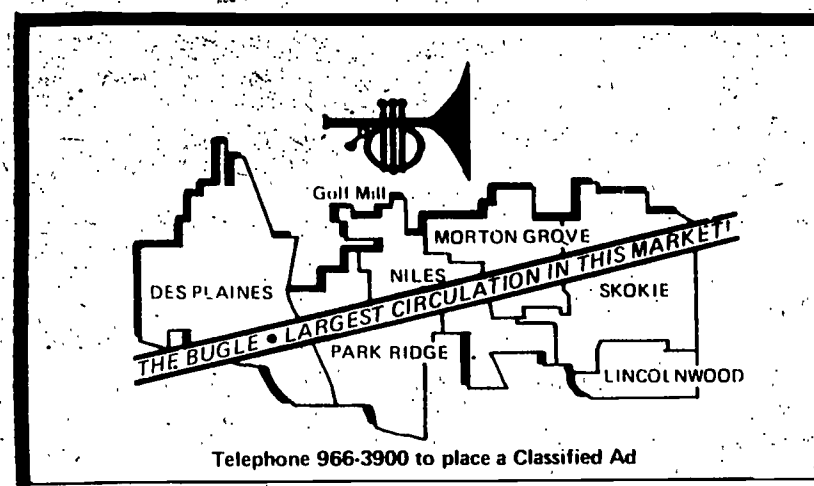 Golf Mill
MORTON GROVE
NILES
DES PLAINES
SKOKIE
THE BUGLE • LARGEST CIRCULATION IN THIS MARKET!
PARK RIDGE
LINCOLNWOOD
Telephone 966-3900 to place a Classified Ad